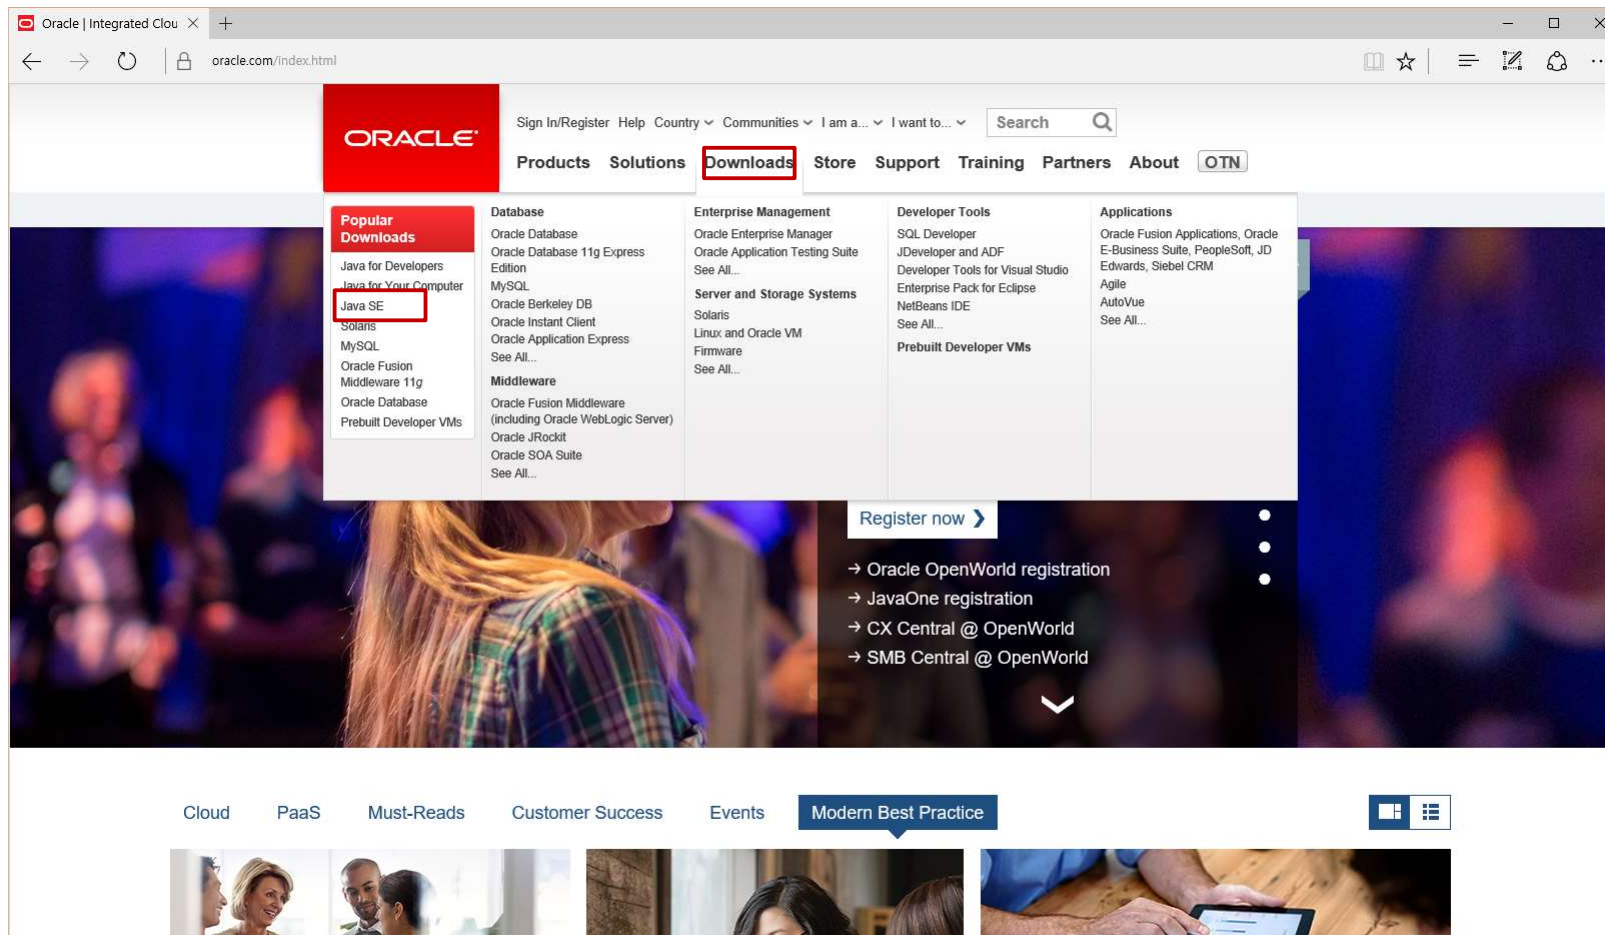 Oracle | Integrated Clou
oracle.com/index.html
ORACLE
Sign In/Register Help Country Communities I am a... I want to... Search
Products Solutions Downloads Store Support Training Partners About OTN
Popular
Downloads
Java for Developers
Java for Your Computer
Java SE
Solaris
MySQL
Oracle Fusion
Middleware 11g
Oracle Database
Prebuilt Developer VMs
Database
Oracle Database
Oracle Database 11g Express
Edition
MySQL
Oracle Berkeley DB
Oracle Instant Client
Oracle Application Express
See All...
Middleware
Oracle Fusion Middleware
(including Oracle WebLogic Server)
Oracle JRockit
Oracle SOA Suite
See All...
Enterprise Management
Oracle Enterprise Manager
Oracle Application Testing Suite
See All...
Server and Storage Systems
Solaris
Linux and Oracle VM
Firmware
See All...
Developer Tools
SQL Developer
JDeveloper and ADF
Developer Tools for Visual Studio
Enterprise Pack for Eclipse
NetBeans IDE
See All...
Prebuilt Developer VMs
Applications
Oracle Fusion Applications, Oracle
E-Business Suite, PeopleSoft, JD
Edwards, Siebel CRM
Agile
AutoVue
See All...
Register now ❯
→ Oracle OpenWorld registration
→ JavaOne registration
→ CX Central @ OpenWorld
→ SMB Central @ OpenWorld
Cloud PaaS Must-Reads Customer Success Events Modern Best Practice